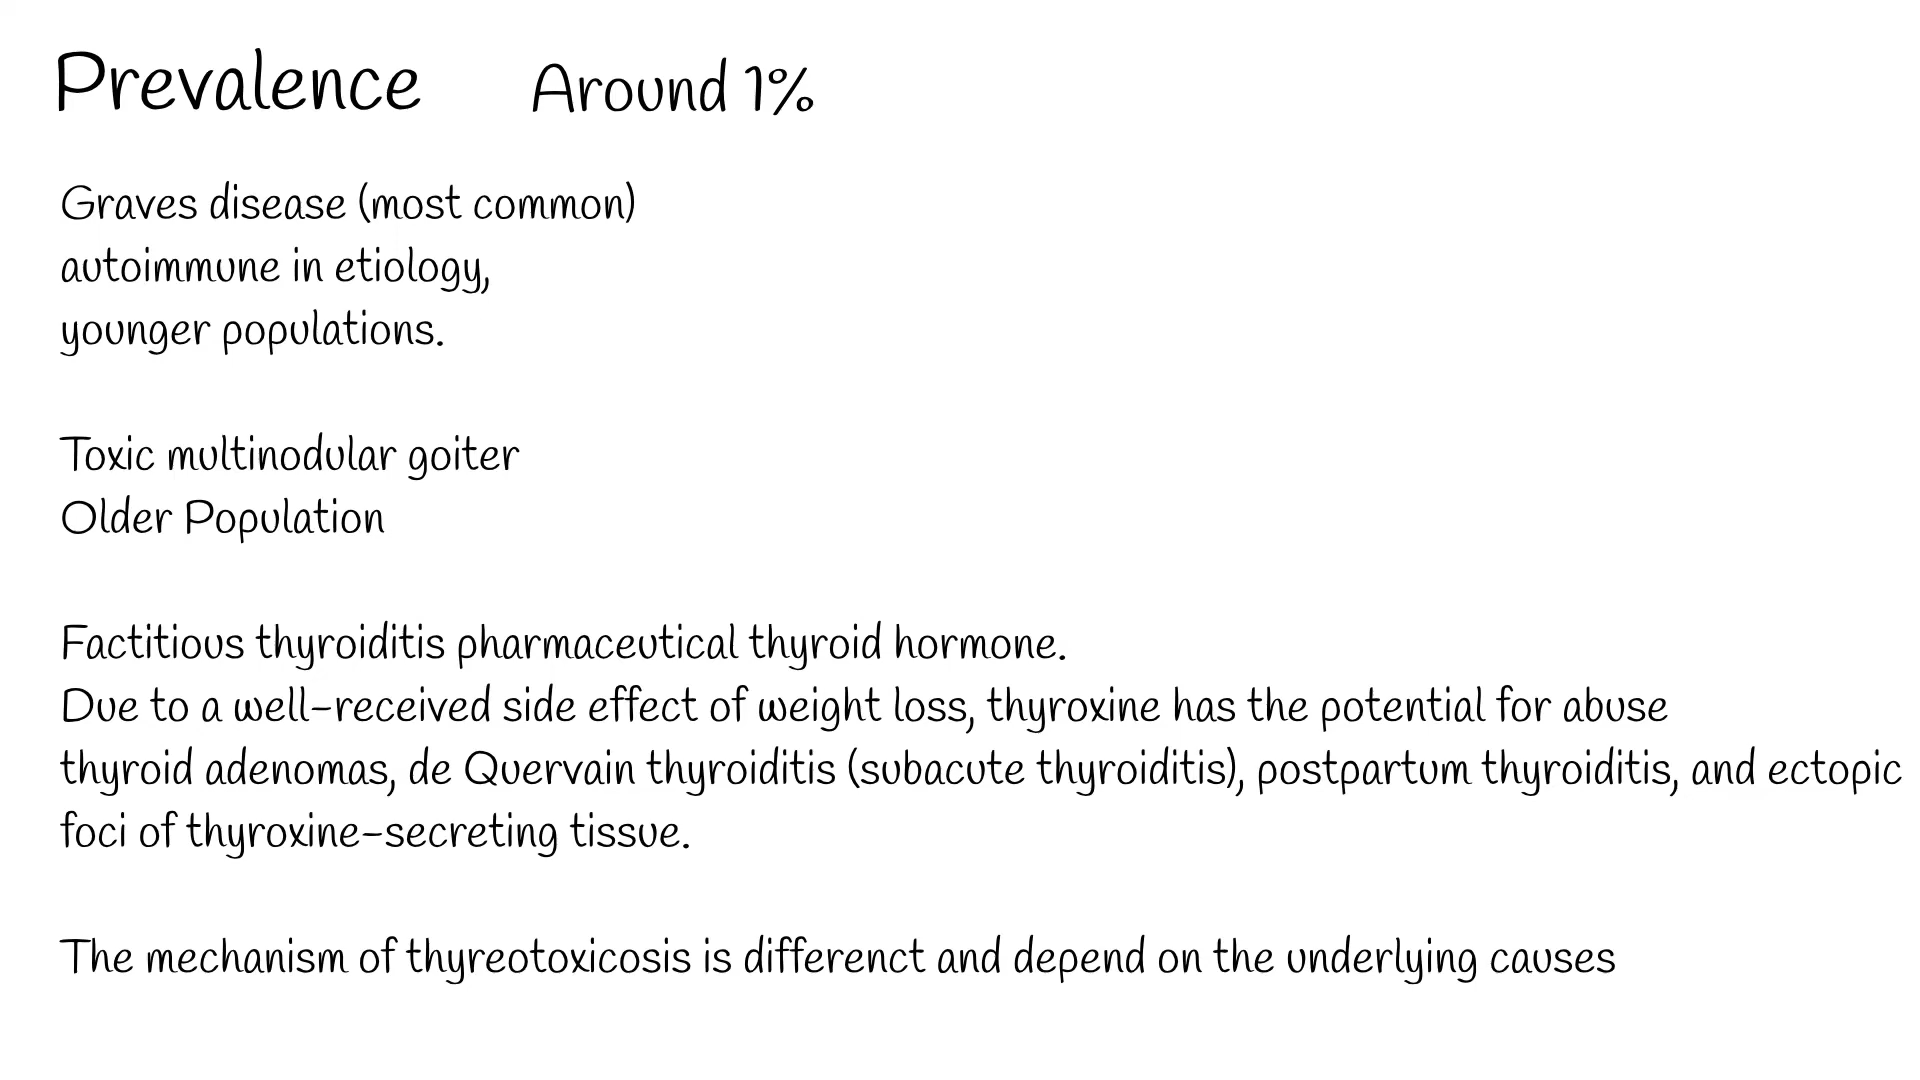 Prevalence Around 1%
Graves disease (most common)
autoimmune in etiology,
younger populations.
Toxic multinodular goiter
Older Population
Factitious thyroiditis pharmaceutical thyroid hormone.
Due to a well-received side effect of weight loss, thyroxine has the potential for abuse
thyroid adenomas, de Quervain thyroiditis (subacute thyroiditis), postpartum thyroiditis, and ectopic
foci of thyroxine-secreting tissue.
The mechanism of thyreotoxicosis is differenct and depend on the underlying causes